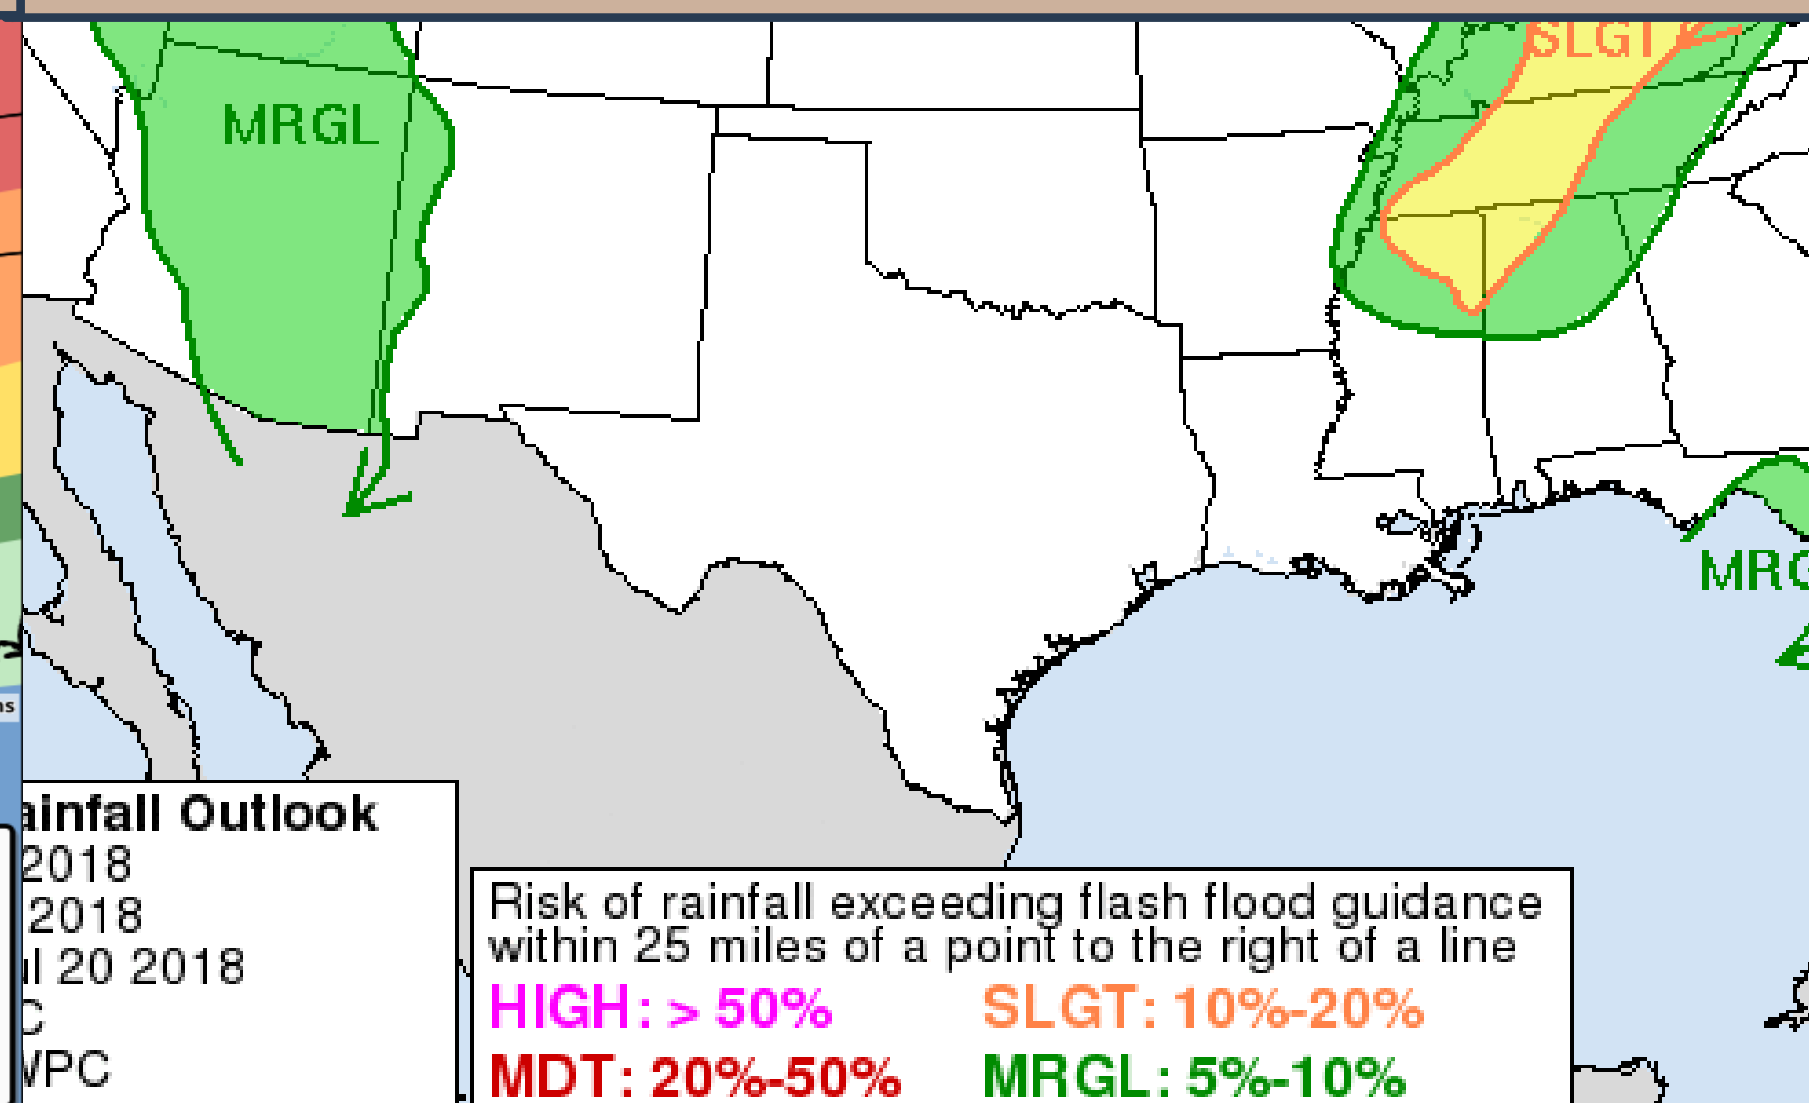 SLGT
MRGL
MRG
ns
ainfall Outlook
2018
2018
ul 20 2018
C
WPC
Risk of rainfall exceeding flash flood guidance
within 25 miles of a point to the right of a line
HIGH: > 50%
SLGT: 10%-20%
MDT: 20%-50%
MRGL: 5%-10%